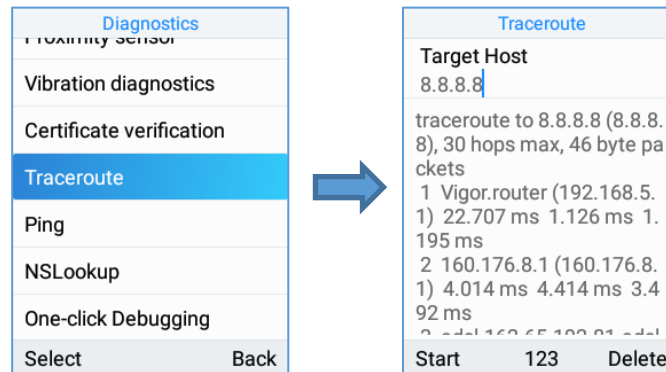 Diagnostics
Proximity sensor
Vibration diagnostics
Certificate verification
Traceroute
Ping
NSLookup
One-click Debugging
Select Back
Traceroute
Target Host
8.8.8.8
traceroute to 8.8.8.8 (8.8.8.
8), 30 hops max, 46 byte pa
ckets
1 Vigor.router (192.168.5.
1) 22.707 ms 1.126 ms 1.
195 ms
2 160.176.8.1 (160.176.8.
1) 4.014 ms 4.414 ms 3.4
92 ms
Start 123 Delete